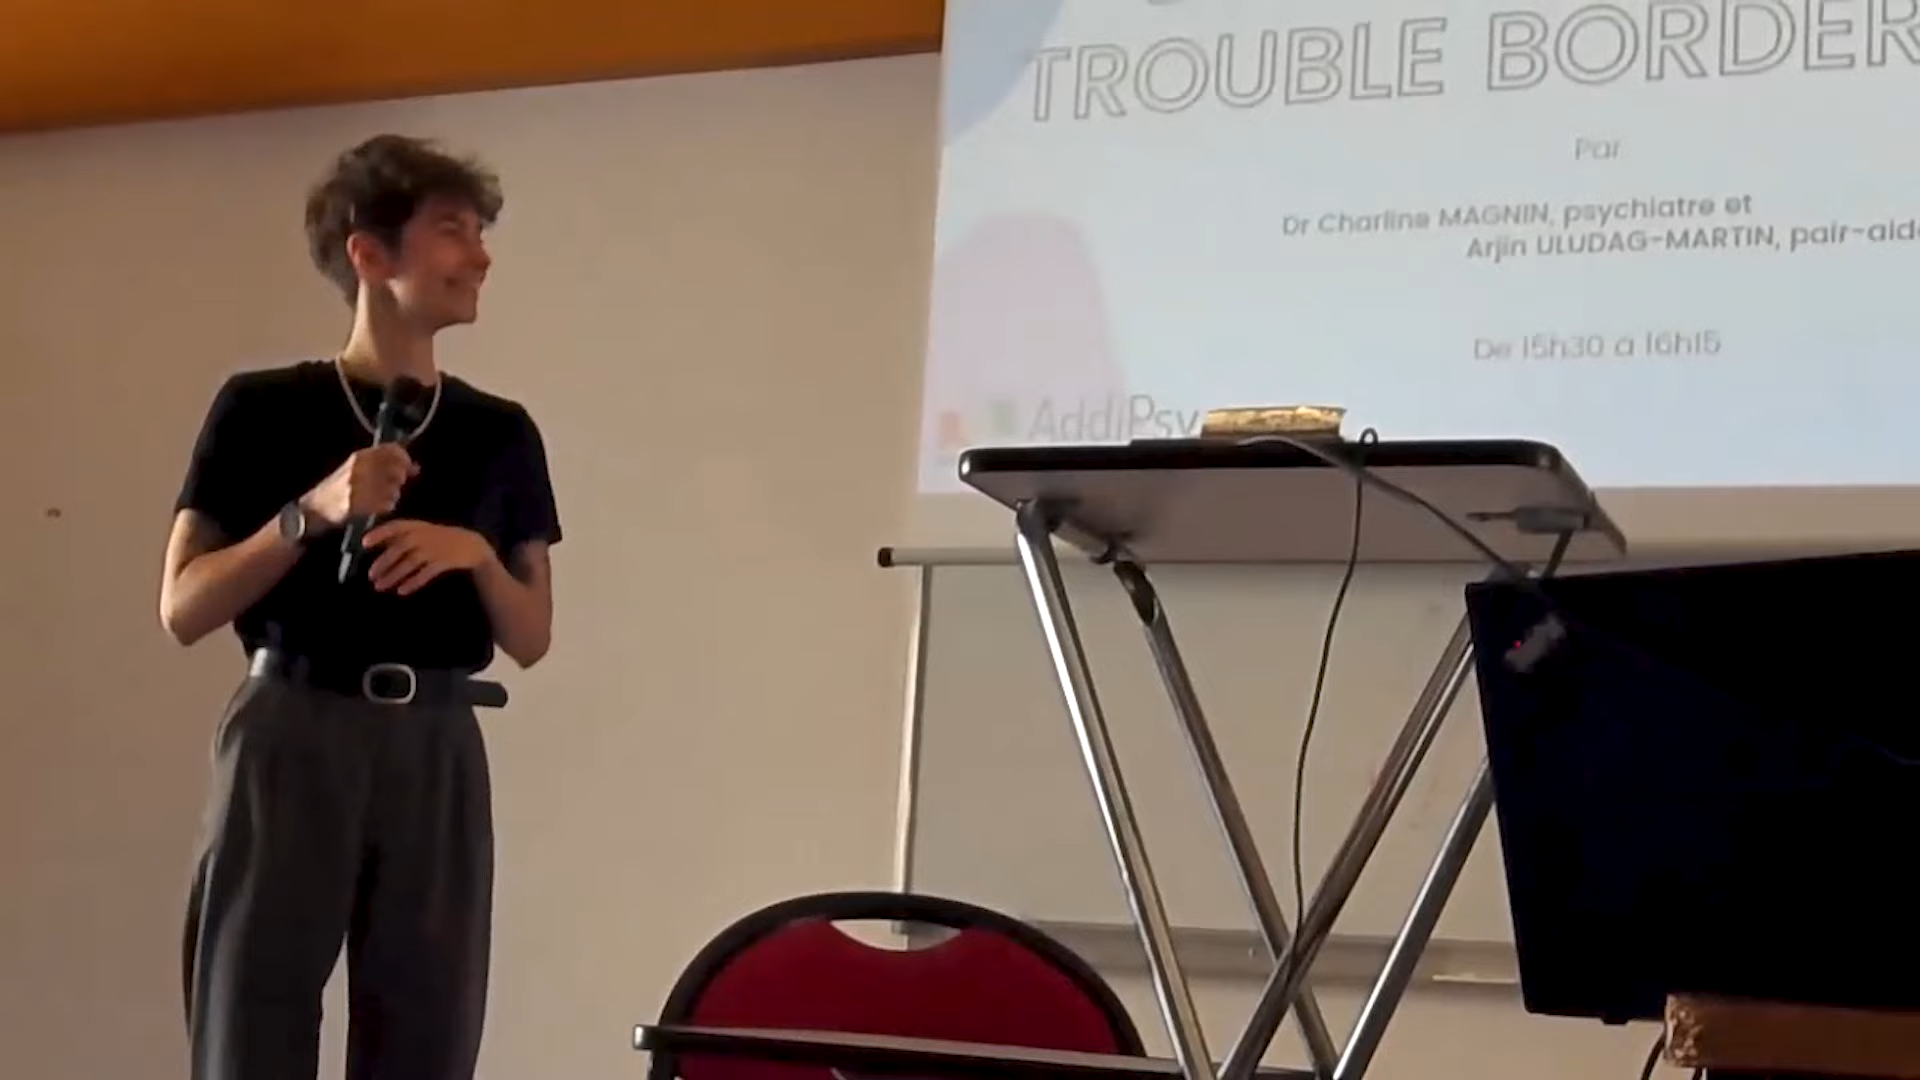 TROUBLE BORDER
Par
Dr Charline MAGNIN, psychiatre et
Arjin ULUDAG-MARTIN, pair-aid
De 15h30 a 16h15
AddiPsy